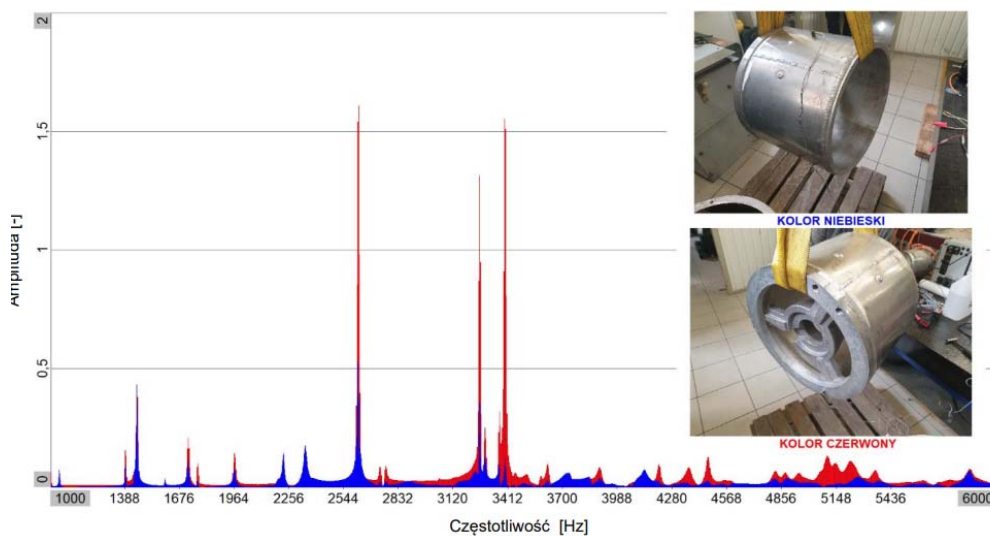 2
1.5
1
0.5
0
Amplituda [-]
KOLOR NIEBIESKI
KOLOR CZERWONY
1000 1388 1676 1964 2256 2544 2832 3120 3412 3700 3988 4280 4568 4856 5148 5436 6000
Częstotliwość [Hz]